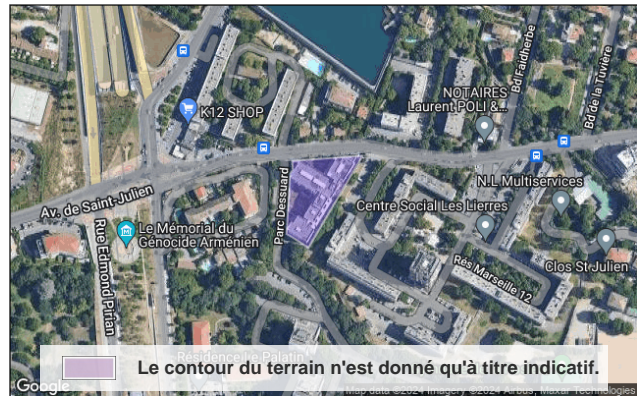 K12 SHOP
NOTAIRES
Laurent POLI &...
Bd Faidherbe
Bd de la Tuvière
Av. de Saint-Julien
Le Mémorial du
Génocide Arménien
Rue Edmond Pirian
Parc Dessuard
N.L Multiservices
Centre Social Les Lierres
Rés Marseille 12
Clos St Julien
Résidence le Palatin
Le contour du terrain n'est donné qu'à titre indicatif.
Google
Map data ©2024 Imagery ©2024 Airbus, Maxar Technologies